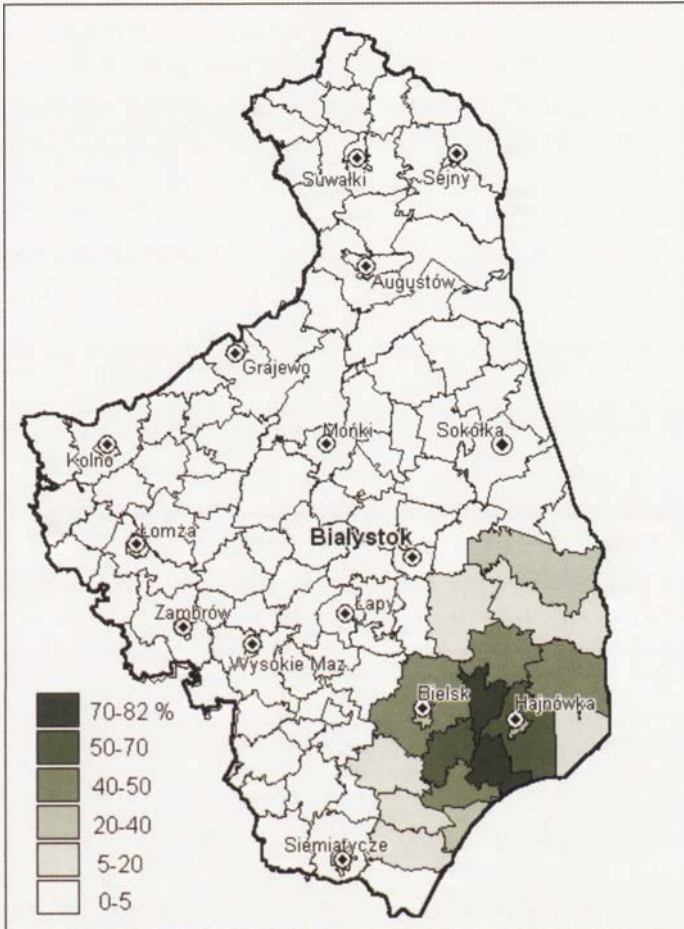 Suwałki
Sejny
Augustów
Grajewo
Mońki
Sokółka
Kolno
Łomża
Białystok
Zambrów
Łapy
Wysokie Maz.
Bielsk
Hajnówka
Siemiatycze
70-82 %
50-70
40-50
20-40
5-20
0-5